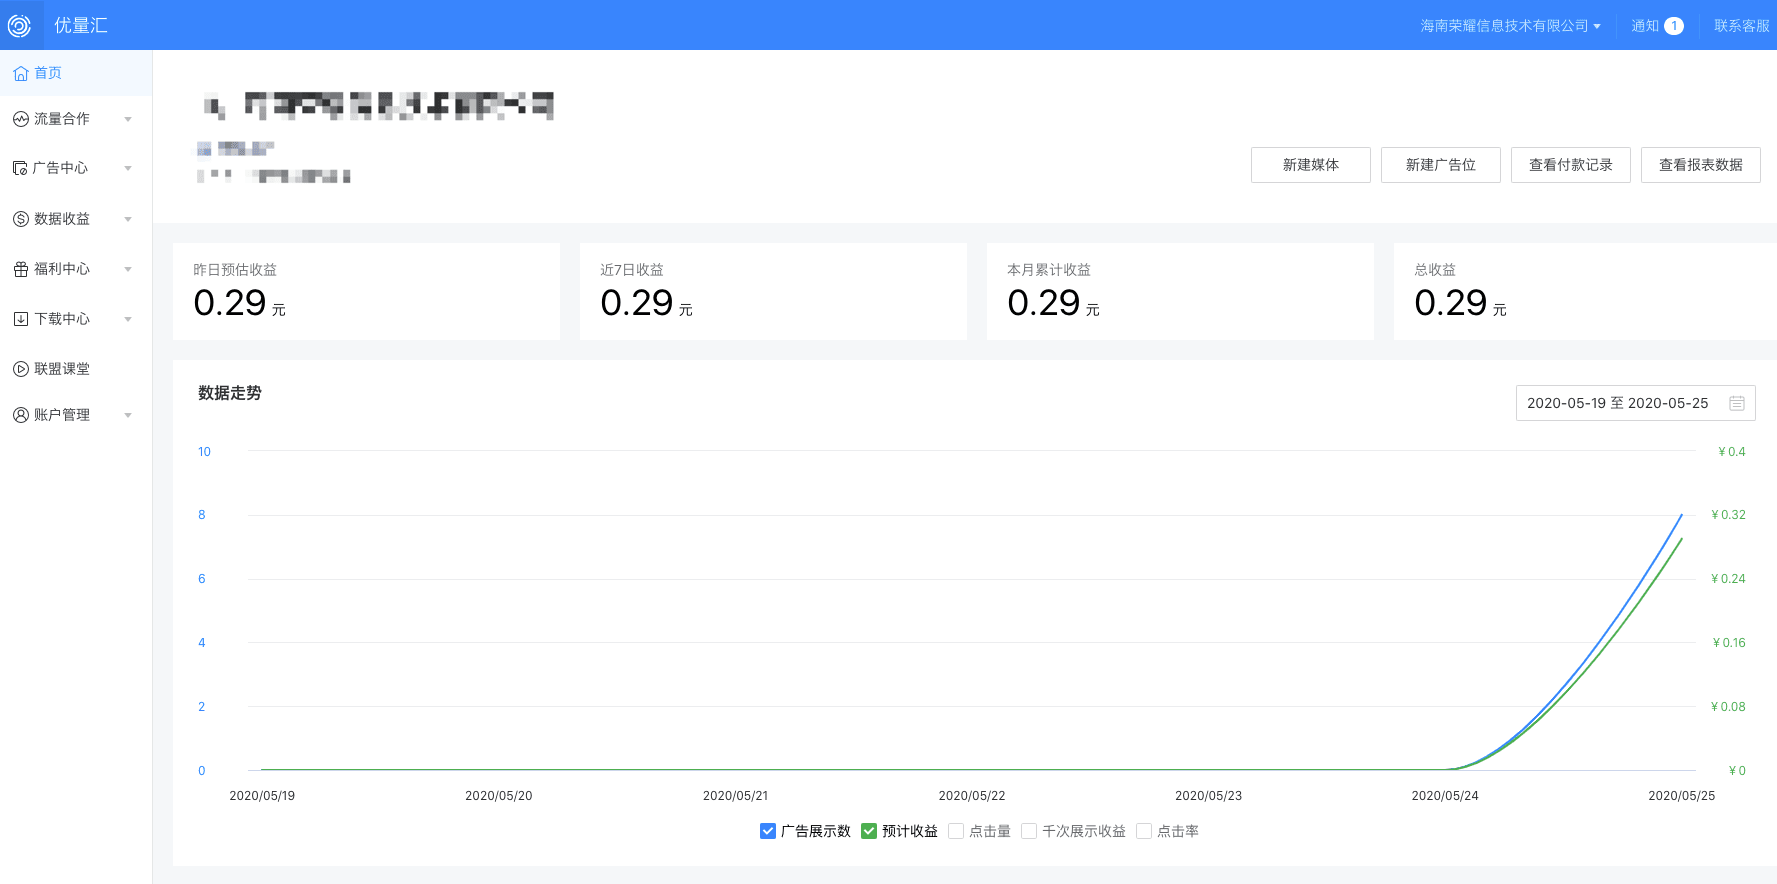 优量汇
海南荣耀信息技术有限公司
通知 1
联系客服
首页
流量合作
广告中心
数据收益
福利中心
下载中心
联盟课堂
账户管理
新建媒体
新建广告位
查看付款记录
查看报表数据
昨日预估收益
0.29 元
近7日收益
0.29 元
本月累计收益
0.29 元
总收益
0.29 元
数据走势
2020-05-19 至 2020-05-25
10
8
6
4
2
0
¥ 0.4
¥ 0.32
¥ 0.24
¥ 0.16
¥ 0.08
¥ 0
2020/05/19
2020/05/20
2020/05/21
2020/05/22
2020/05/23
2020/05/24
2020/05/25
广告展示数
预计收益
点击量
千次展示收益
点击率